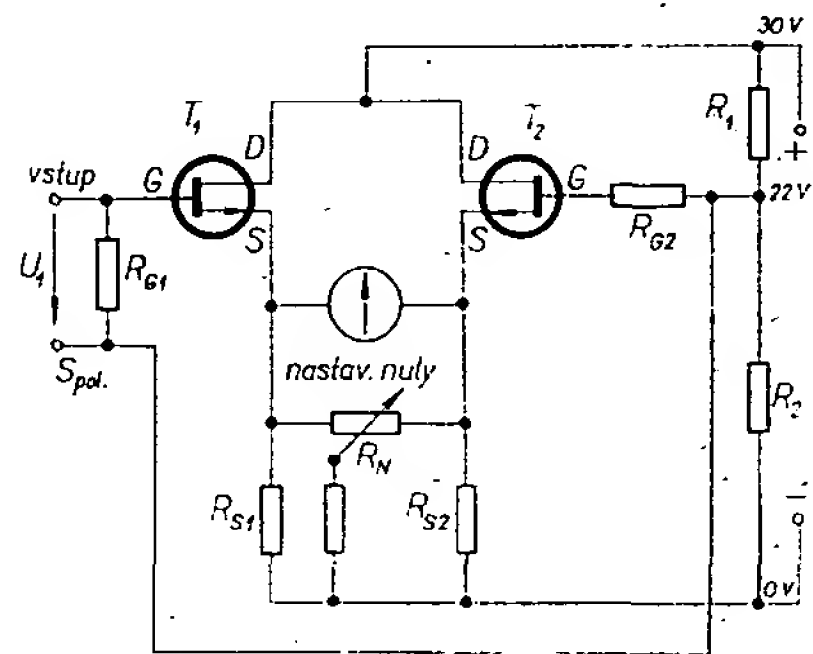 30 V
T1
T2
R1
D
D
+
vstup
G
G
22 V
S
S
RG2
U1
RG1
nastav. nuly
Spol.
R2
RN
RS1
RS2
−
0 V